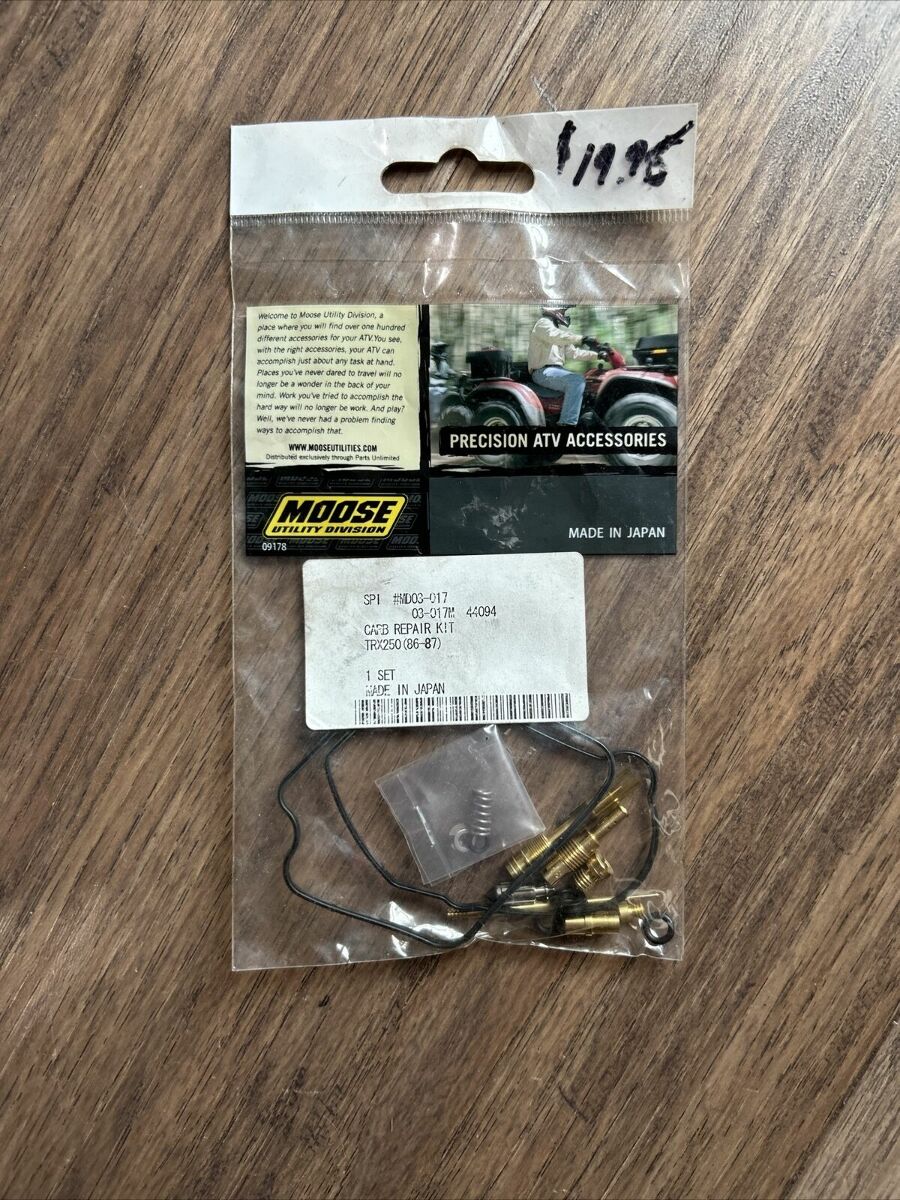 $19.95
Welcome to Moose Utility Division, a
place where you will find over one hundred
different accessories for your ATV. You see,
with the right accessories, your ATV can
accomplish just about any task at hand.
Places you've never dared to travel will no
longer be a wonder in the back of your
mind. Work you've tried to accomplish the
hard way will no longer be work. And play?
Well, we've never had a problem finding
ways to accomplish that.
WWW.MOOSEUTILITIES.COM
Distributed exclusively through Parts Unlimited
MOOSE
UTILITY DIVISION
09178
PRECISION ATV ACCESSORIES
MADE IN JAPAN
SPI #MD03-017
03-017M 44094
CARB REPAIR KIT
TRX250(86-87)
1 SET
MADE IN JAPAN